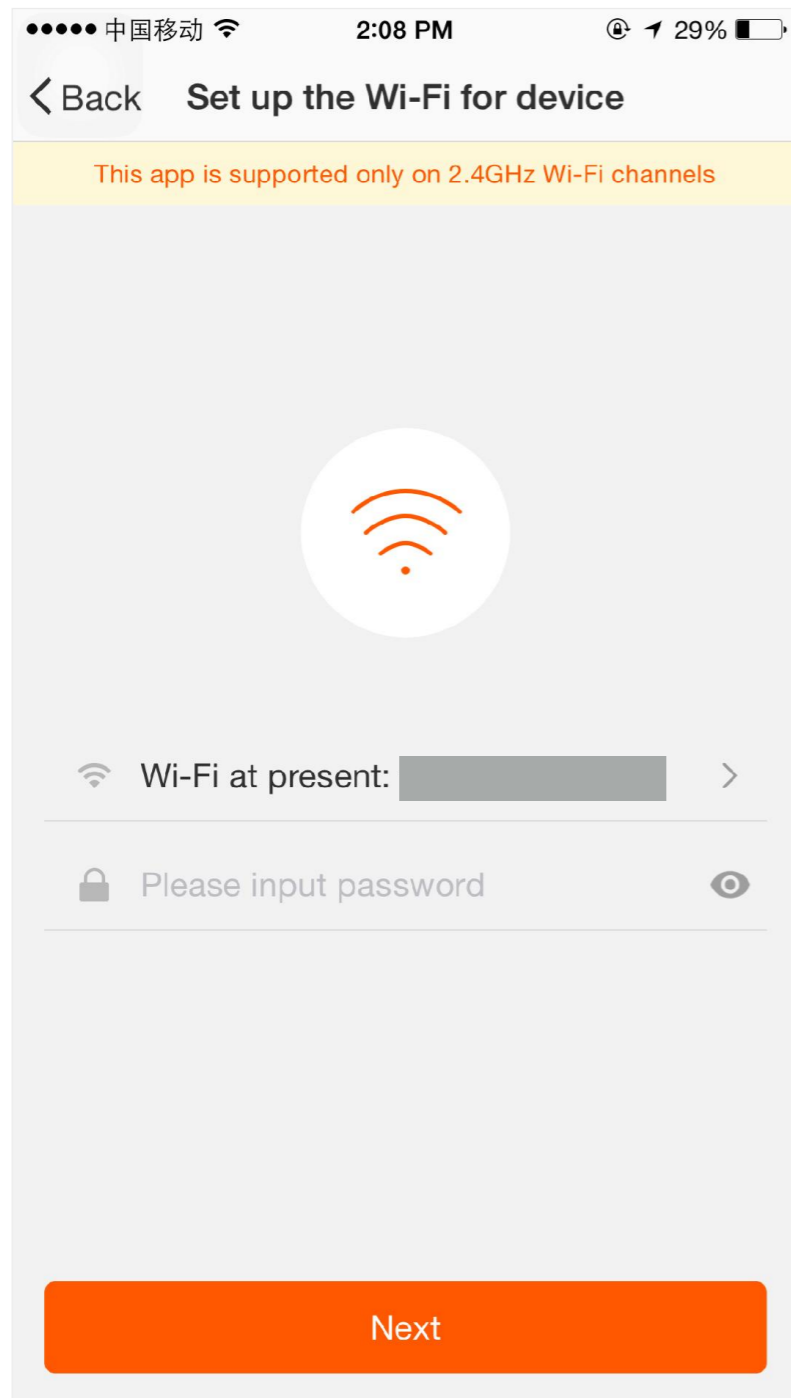 中国移动 2:08 PM 29%
Back Set up the Wi-Fi for device
This app is supported only on 2.4GHz Wi-Fi channels
Wi-Fi at present:
Please input password
Next